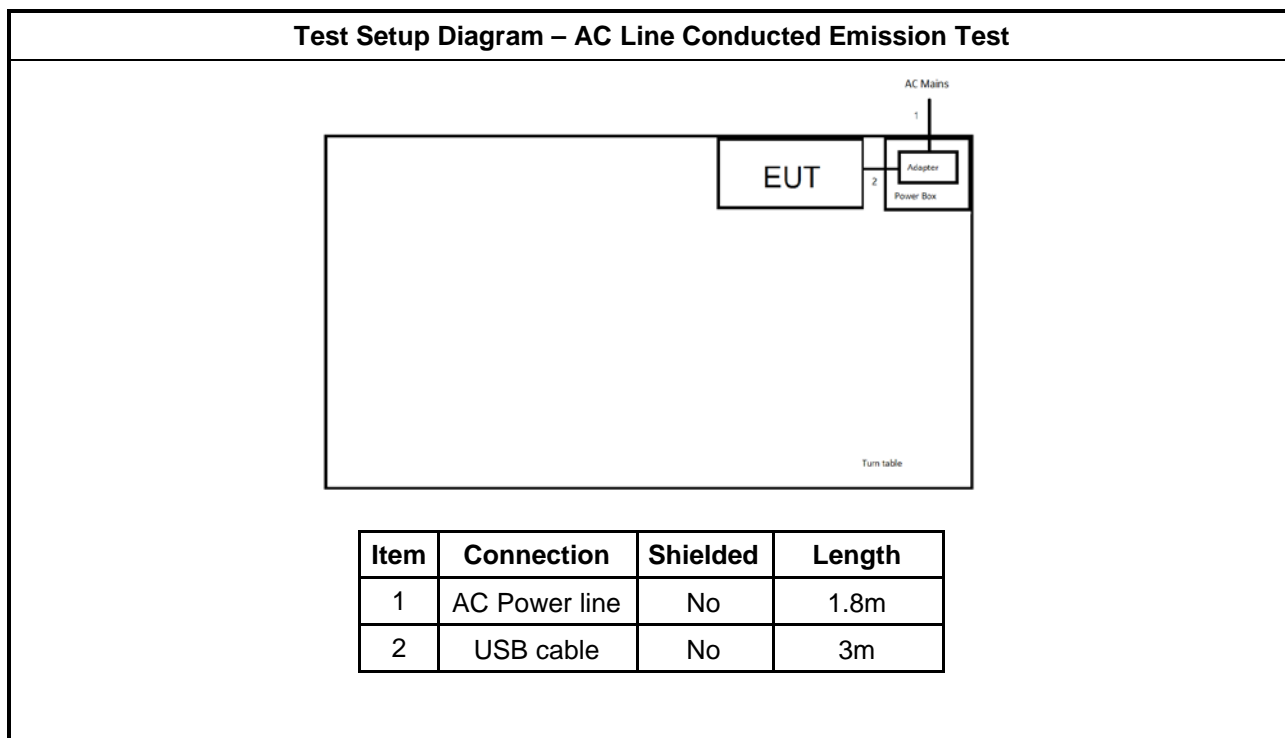 Test Setup Diagram – AC Line Conducted Emission Test
AC Mains
1
EUT
2
Adapter
Power Box
Turn table
Item Connection Shielded Length
1 AC Power line No 1.8m
2 USB cable No 3m